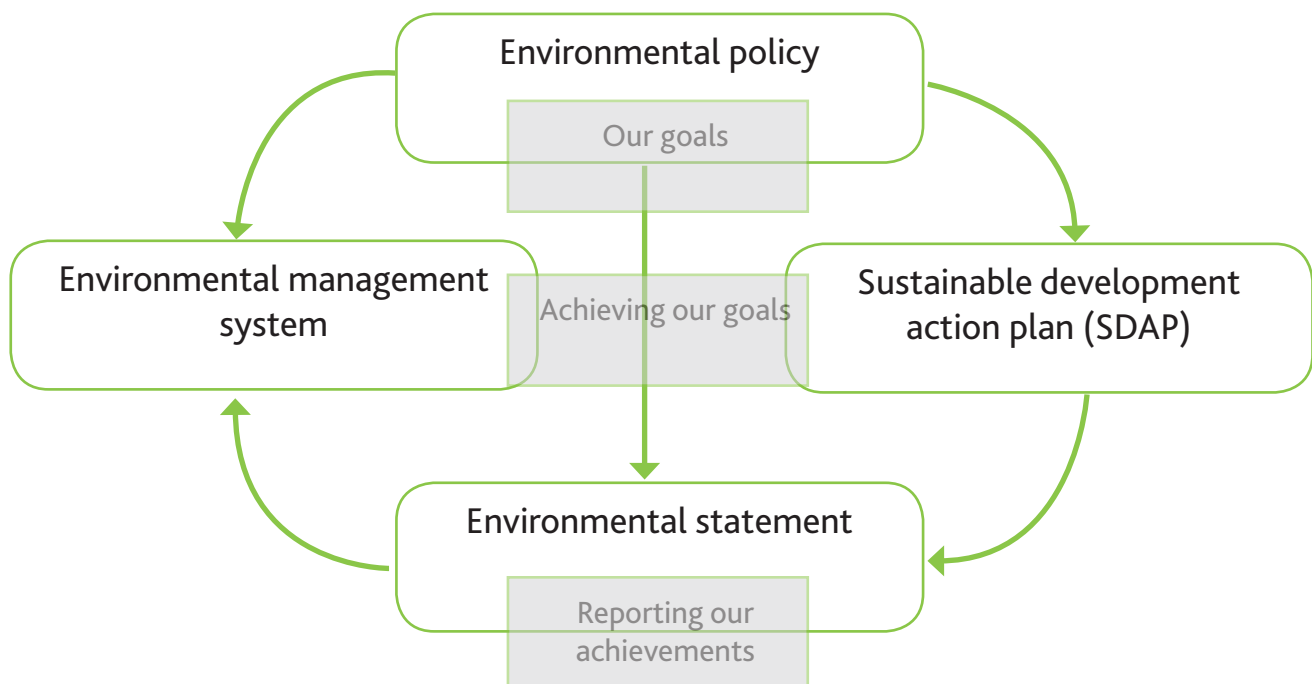 Environmental policy
Our goals
Environmental management
system
Achieving our goals
Sustainable development
action plan (SDAP)
Environmental statement
Reporting our
achievements